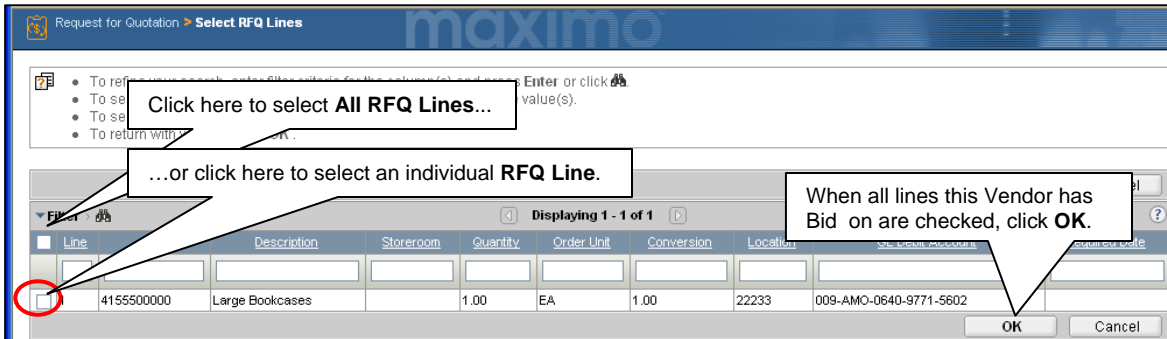 Request for Quotation > Select RFQ Lines
maximo
To refine your search, enter filter criteria for the column(s) and press Enter or click
To se value(s).
To se
To return with OK .
Click here to select All RFQ Lines...
…or click here to select an individual RFQ Line.
When all lines this Vendor has
Bid on are checked, click OK.
Filter > Displaying 1 - 1 of 1
Line Description Storeroom Quantity Order Unit Conversion Location GL Debit Account Required Date
1 4155500000 Large Bookcases 1.00 EA 1.00 22233 009-AMO-0640-9771-5602
OK Cancel